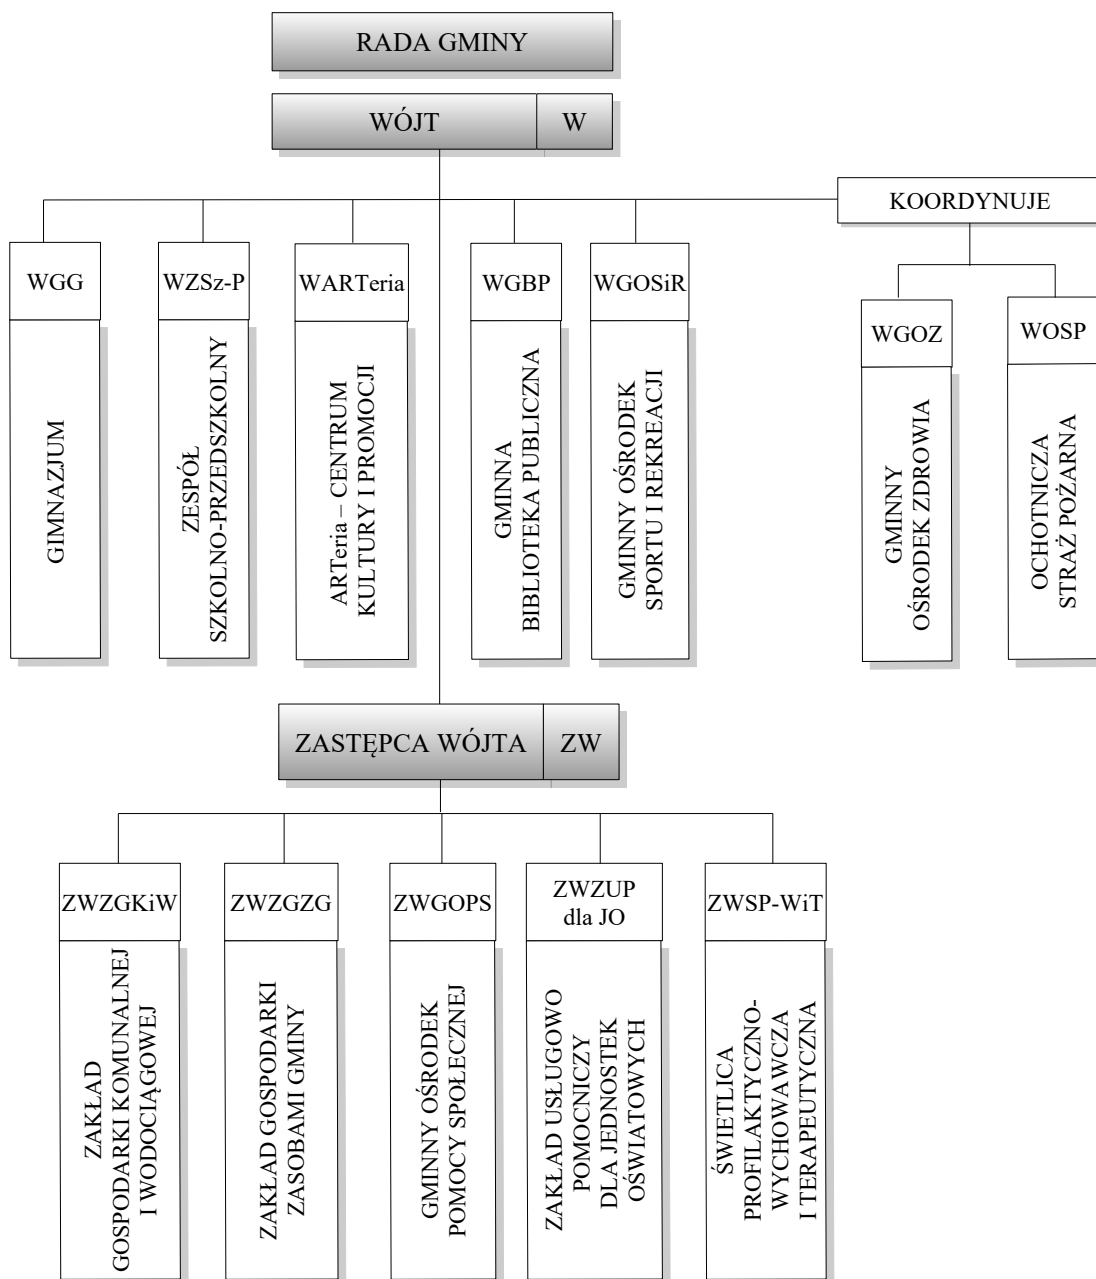 RADA GMINY
WÓJT
W
KOORDYNUJE
WGG
WZSz-P
WARTeria
WGBP
WGOSiR
WGOZ
WOSP
GIMNAZJUM
ZESPÓŁ
SZKOLNO-PRZEDSZKOLNY
ARTeria – CENTRUM
KULTURY I PROMOCJI
GMINNA
BIBLIOTEKA PUBLICZNA
GMINNY OŚRODEK
SPORTU I REKREACJI
GMINNY
OŚRODEK ZDROWIA
OCHOTNICZA
STRAŻ POŻARNA
ZASTĘPCA WÓJTA
ZW
ZWZGKiW
ZWZGZG
ZWGOPS
ZWZUP
dla JO
ZWSP-WiT
ZAKŁAD
GOSPODARKI KOMUNALNEJ
I WODOCIĄGOWEJ
ZAKŁAD GOSPODARKI
ZASOBAMI GMINY
GMINNY OŚRODEK
POMOCY SPOŁECZNEJ
ZAKŁAD USŁUGOWO
POMOCNICZY
DLA JEDNOSTEK
OŚWIATOWYCH
ŚWIETLICA
PROFILAKTYCZNO-
WYCHOWAWCZA
I TERAPEUTYCZNA